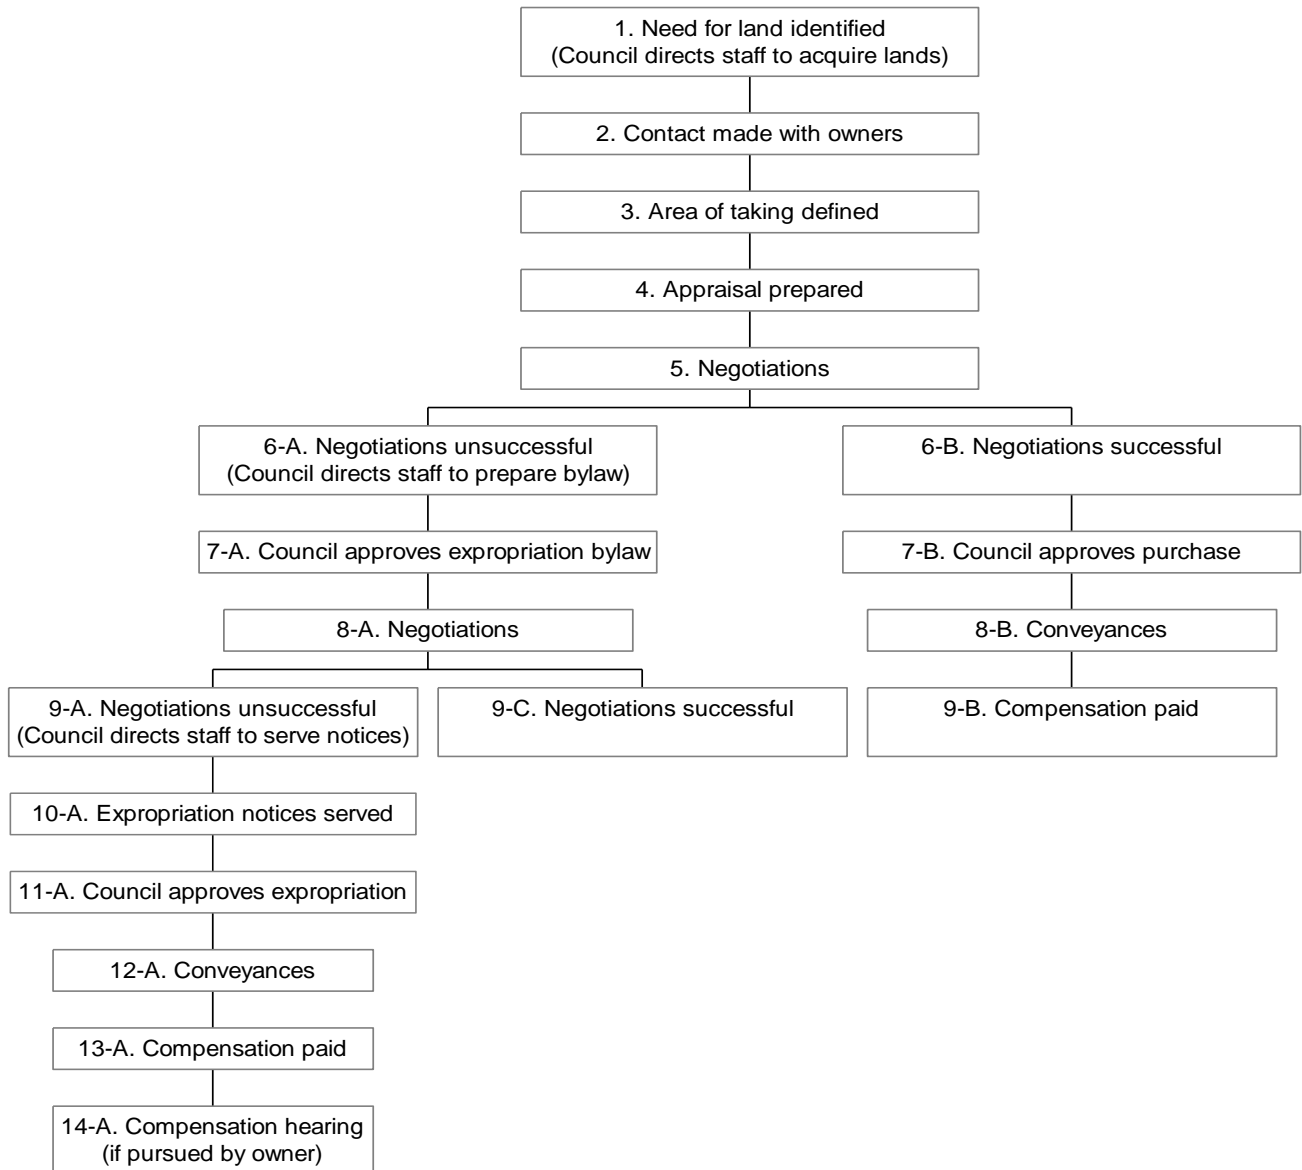 1. Need for land identified
(Council directs staff to acquire lands)
2. Contact made with owners
3. Area of taking defined
4. Appraisal prepared
5. Negotiations
6-A. Negotiations unsuccessful
(Council directs staff to prepare bylaw)
6-B. Negotiations successful
7-A. Council approves expropriation bylaw
7-B. Council approves purchase
8-A. Negotiations
8-B. Conveyances
9-A. Negotiations unsuccessful
(Council directs staff to serve notices)
9-C. Negotiations successful
9-B. Compensation paid
10-A. Expropriation notices served
11-A. Council approves expropriation
12-A. Conveyances
13-A. Compensation paid
14-A. Compensation hearing
(if pursued by owner)